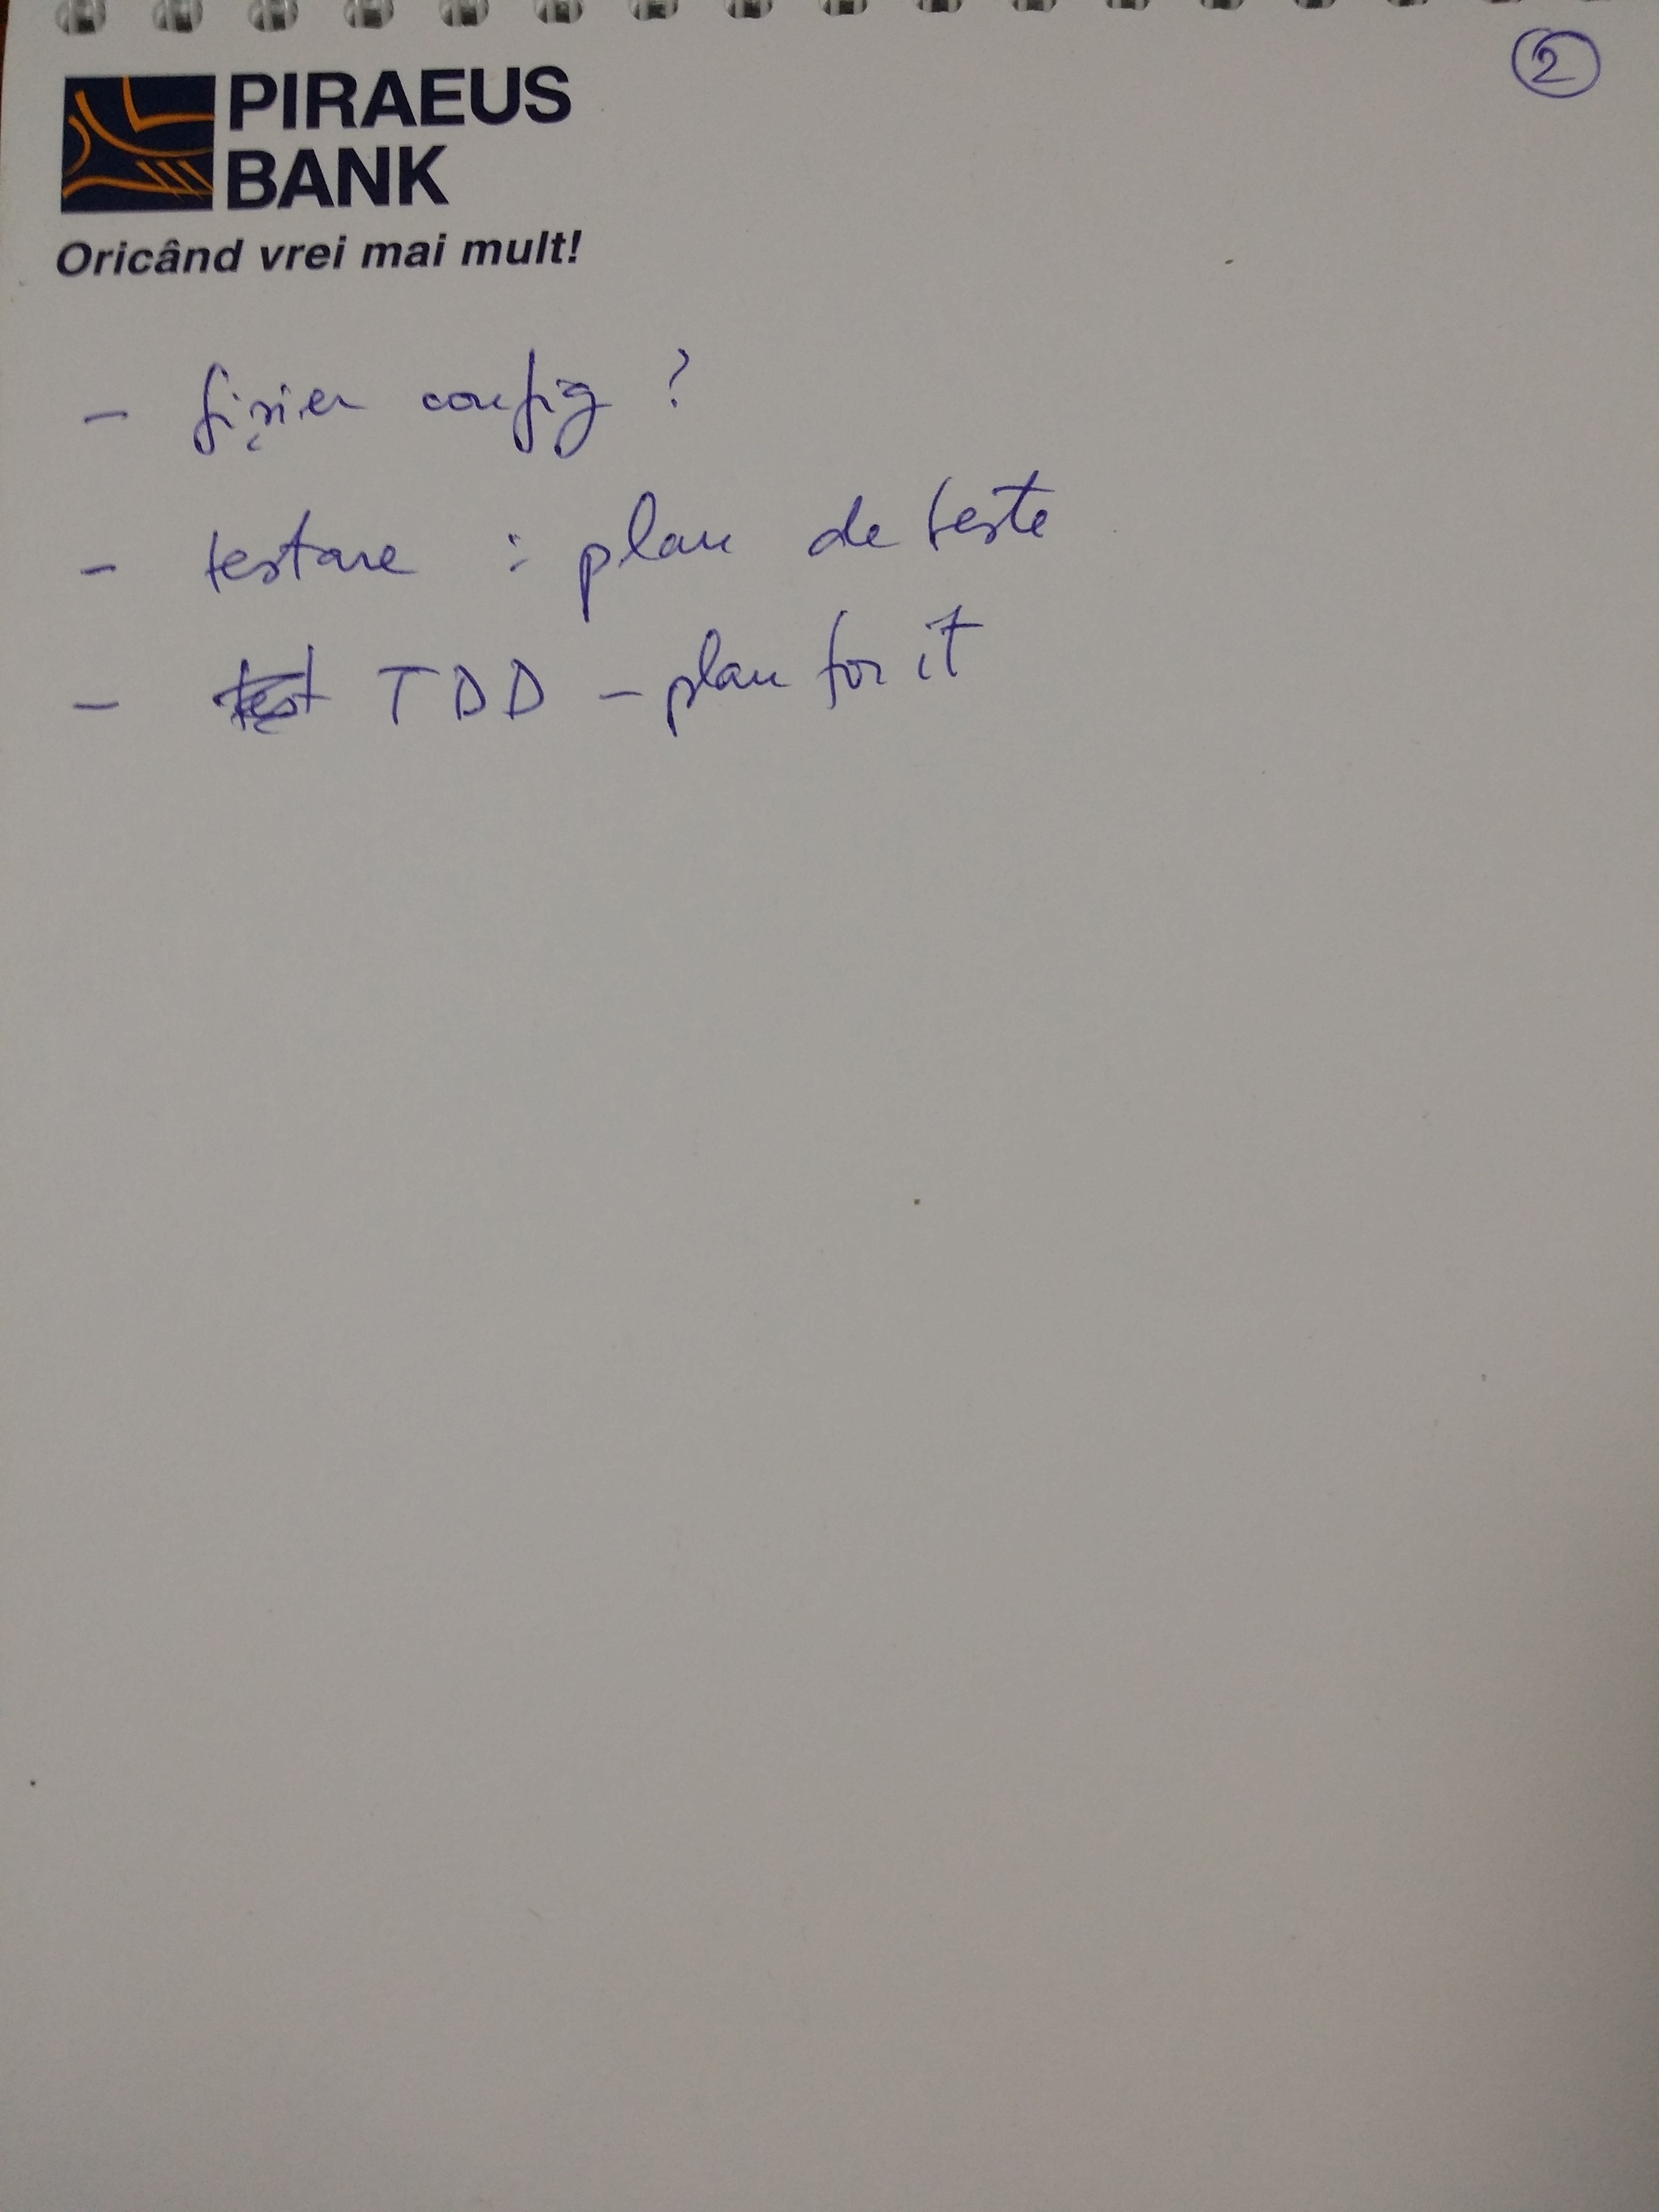 2
PIRAEUS
BANK
Oricând vrei mai mult!
- fișier config ?
- testare : plan de teste
- test TDD - plan for it